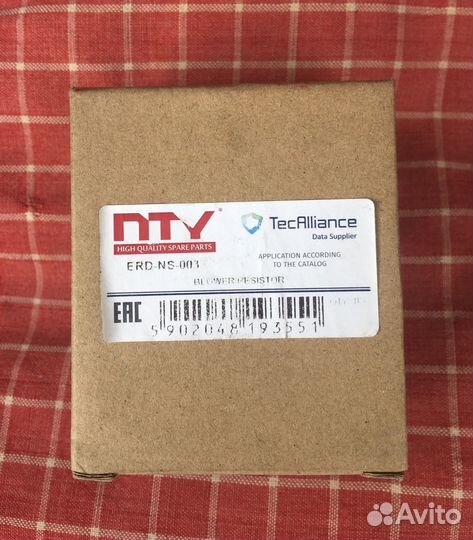 NTY
HIGH QUALITY SPARE PARTS
TecAlliance
Data Supplier
ERD-NS-003
APPLICATION ACCORDING
TO THE CATALOG
BLOWER RESISTOR
EAC
5902048193551
Avito